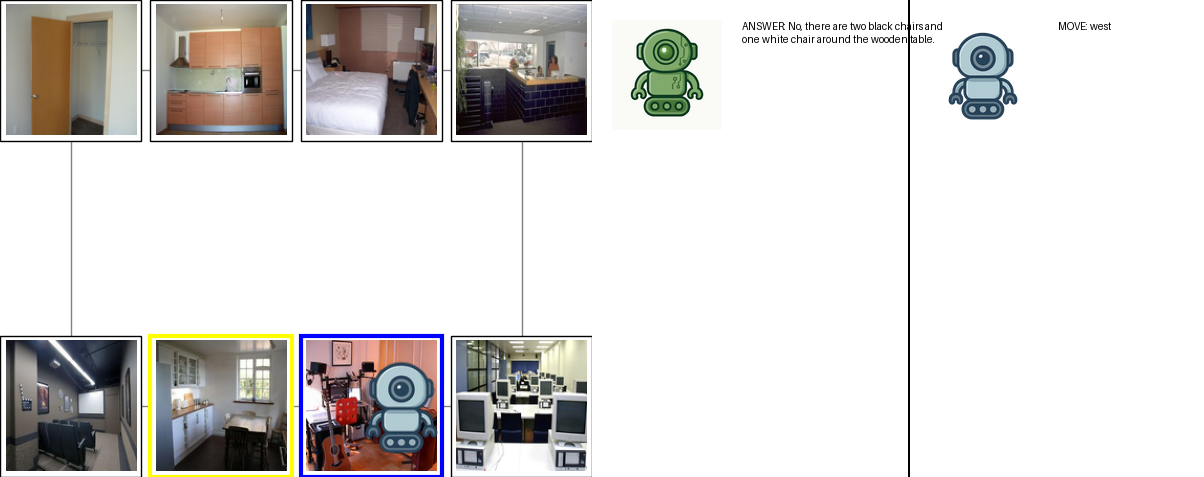 ANSWER: No, there are two black chairs and
one white chair around the wooden table.
MOVE: west